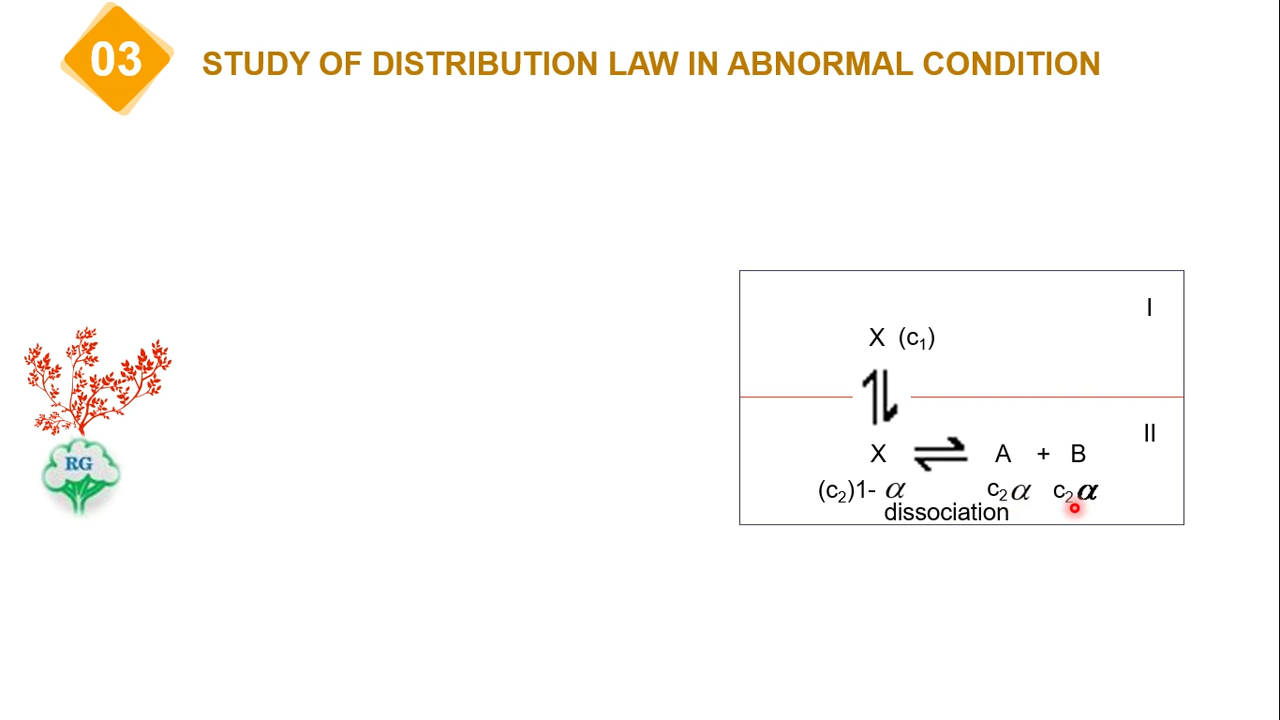 03
STUDY OF DISTRIBUTION LAW IN ABNORMAL CONDITION
I
X (c₁)
II
RG
X ⇌ A + B
(c₂)1- α c₂α c₂α
dissociation